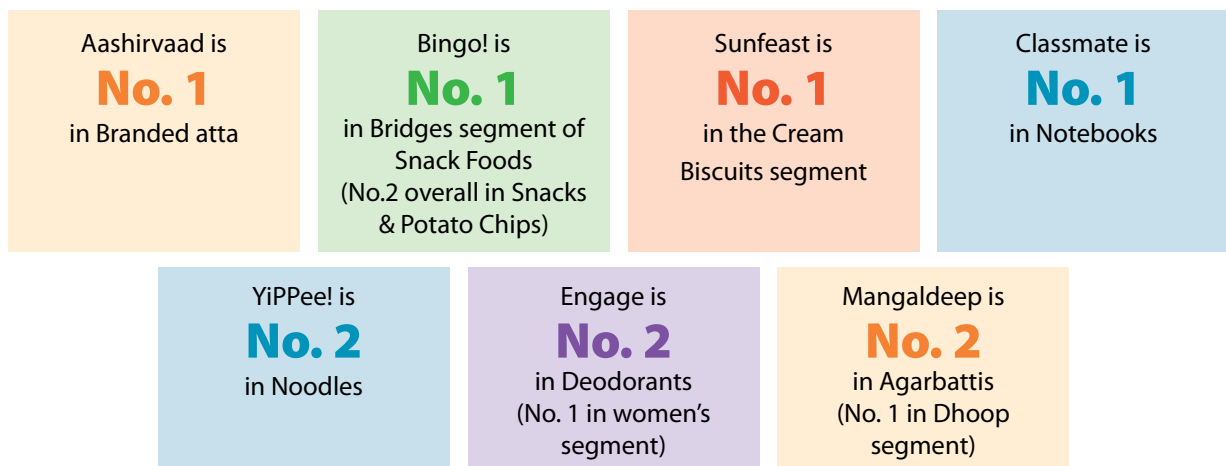 Aashirvaad is
No. 1
in Branded atta
Bingo! is
No. 1
in Bridges segment of
Snack Foods
(No.2 overall in Snacks
& Potato Chips)
Sunfeast is
No. 1
in the Cream
Biscuits segment
Classmate is
No. 1
in Notebooks
YiPPee! is
No. 2
in Noodles
Engage is
No. 2
in Deodorants
(No. 1 in women’s
segment)
Mangaldeep is
No. 2
in Agarbattis
(No. 1 in Dhoop
segment)